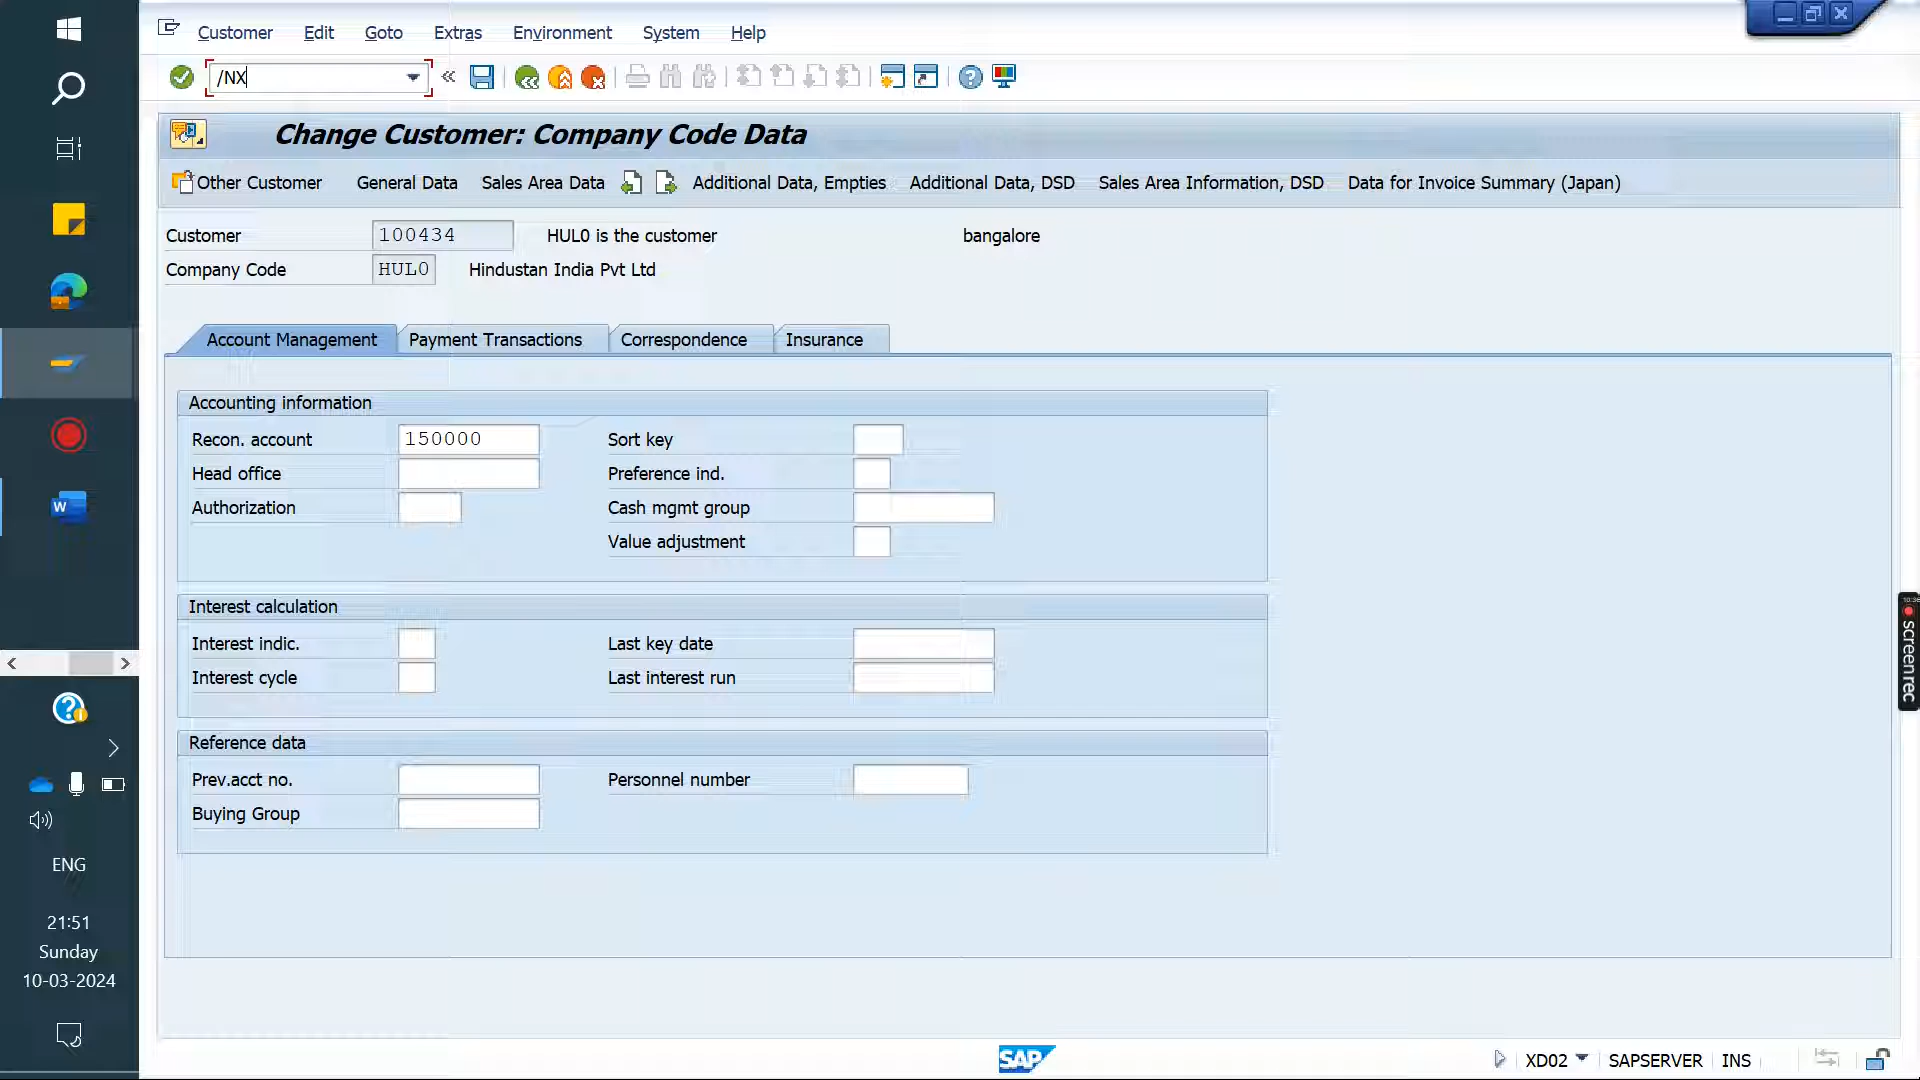 Customer Edit Goto Extras Environment System Help
/NX
Change Customer: Company Code Data
Other Customer General Data Sales Area Data Additional Data, Empties Additional Data, DSD Sales Area Information, DSD Data for Invoice Summary (Japan)
Customer 100434 HUL0 is the customer bangalore
Company Code HUL0 Hindustan India Pvt Ltd
Account Management Payment Transactions Correspondence Insurance
Accounting information
Recon. account 150000 Sort key
Head office Preference ind.
Authorization Cash mgmt group
Value adjustment
Interest calculation
Interest indic. Last key date
Interest cycle Last interest run
Reference data
Prev.acct no. Personnel number
Buying Group
SAP XD02 SAPSERVER INS
W
ENG
21:51
Sunday
10-03-2024
10:36
screenrec